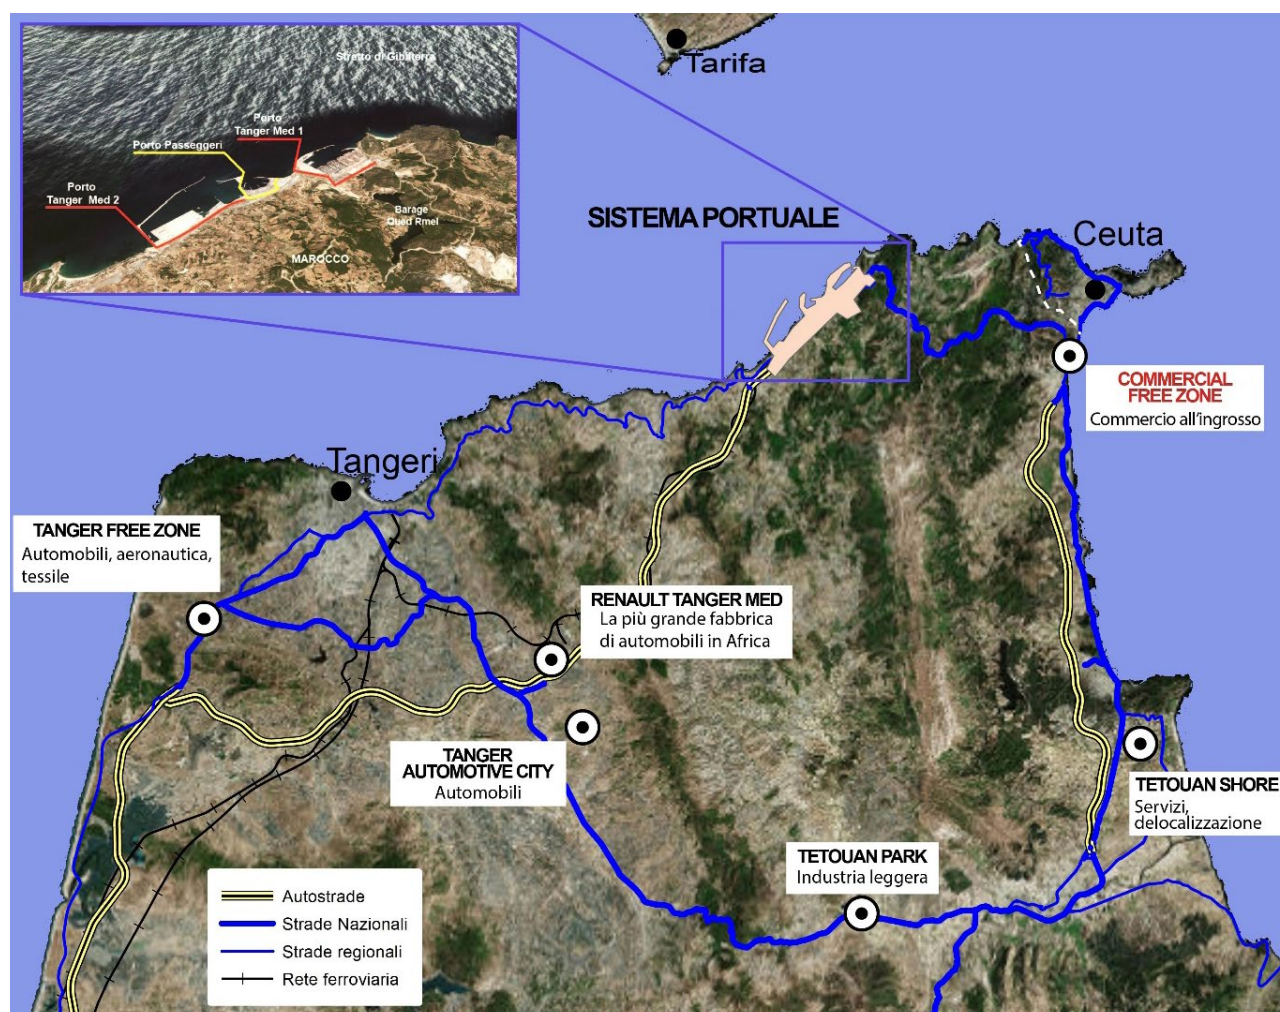 Stretto di Gibilterra
Porto
Tanger Med 1
Porto Passeggeri
Porto
Tanger Med 2
Barage
Oued Rmel
MAROCCO
Tarifa
SISTEMA PORTUALE
Ceuta
COMMERCIAL
FREE ZONE
Commercio all'ingrosso
Tangeri
TANGER FREE ZONE
Automobili, aeronautica,
tessile
RENAULT TANGER MED
La più grande fabbrica
di automobili in Africa
TANGER
AUTOMOTIVE CITY
Automobili
TETOUAN SHORE
Servizi,
delocalizzazione
TETOUAN PARK
Industria leggera
Autostrade
Strade Nazionali
Strade regionali
Rete ferroviaria